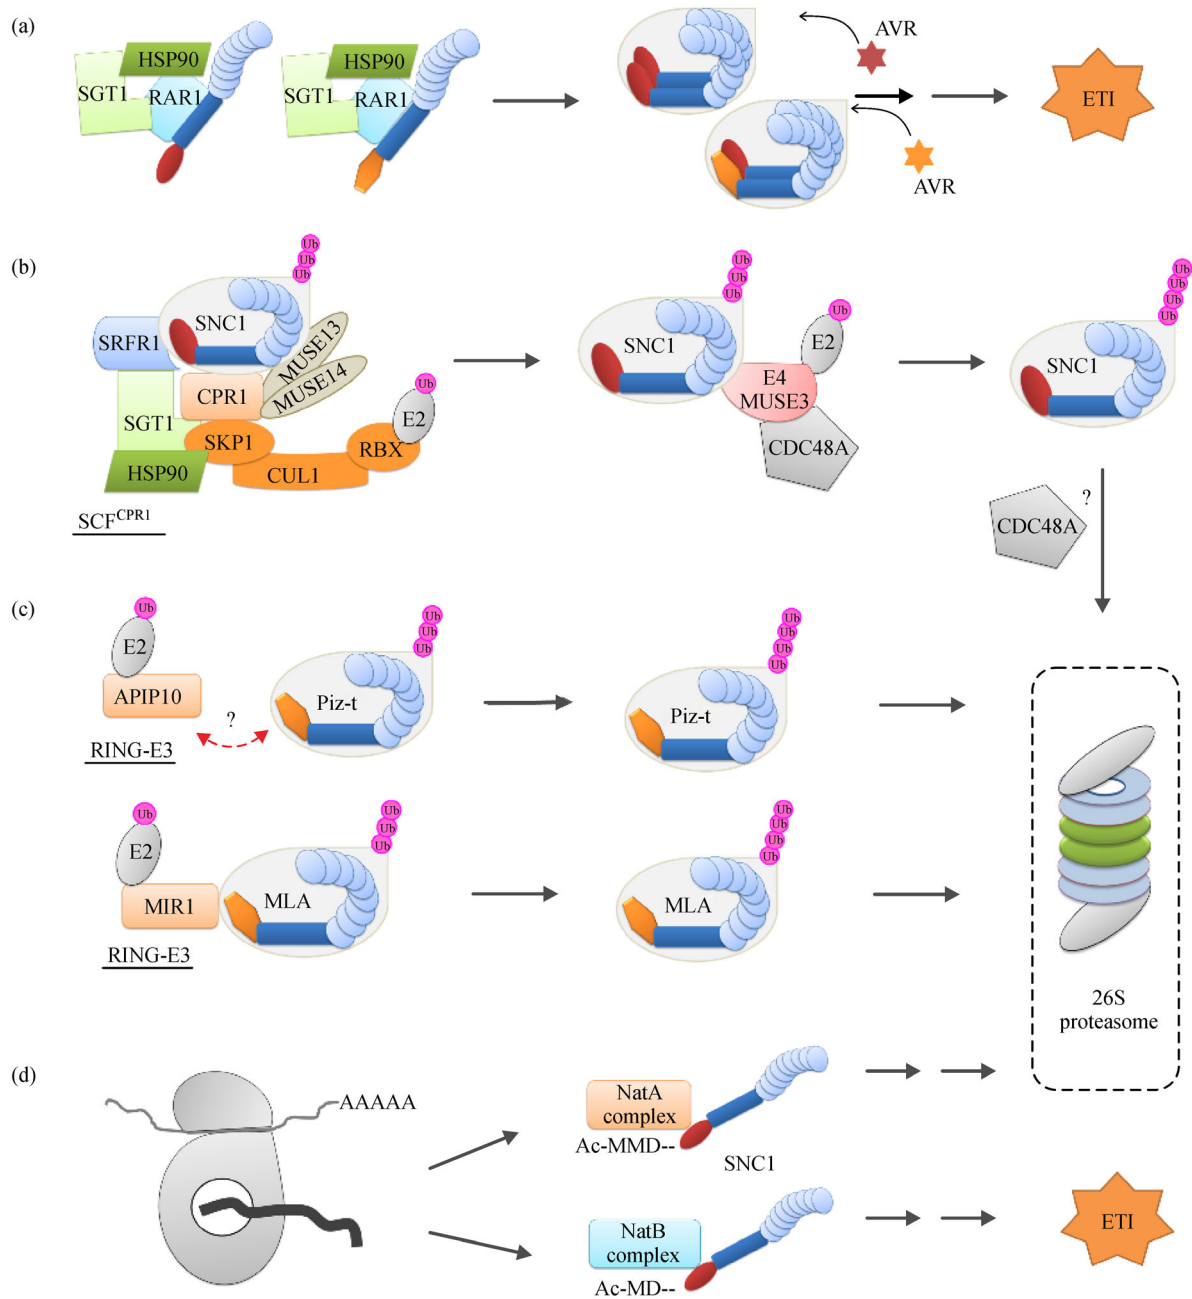 (a)
HSP90
SGT1
RAR1
HSP90
SGT1
RAR1
AVR
AVR
ETI
(b)
Ub
Ub
Ub
SRFR1
SNC1
MUSE13
MUSE14
CPR1
SGT1
SKP1
HSP90
CUL1
RBX
E2
Ub
SCF^CPR1
Ub
Ub
Ub
SNC1
Ub
E2
E4
MUSE3
CDC48A
Ub
Ub
Ub
Ub
SNC1
CDC48A
?
(c)
Ub
E2
APIP10
RING-E3
?
Ub
Ub
Ub
Piz-t
Ub
Ub
Ub
Ub
Piz-t
Ub
E2
MIR1
RING-E3
Ub
Ub
Ub
MLA
Ub
Ub
Ub
Ub
MLA
26S
proteasome
(d)
AAAAA
NatA
complex
Ac-MMD--
SNC1
NatB
complex
Ac-MD--
ETI